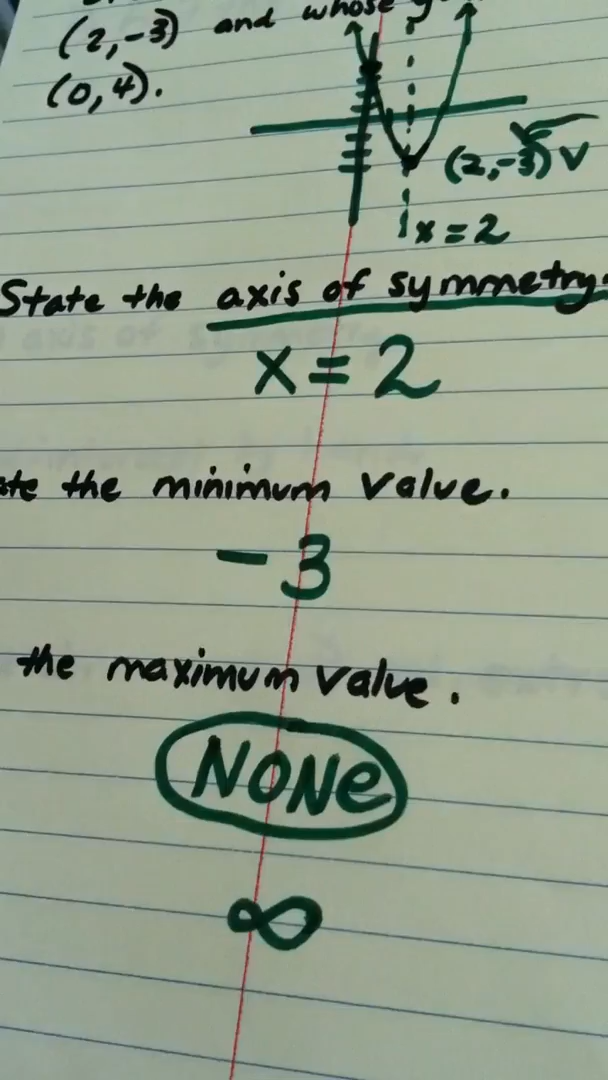 (2,-3) and whose
(0,4).
(2,-3) V
x=2
State the axis of symmetry.
x=2
the minimum value.
-3
the maximum value.
NONe
∞